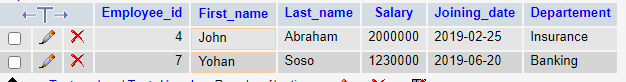 Employee_id First_name Last_name Salary Joining_date Departement
4 John Abraham 2000000 2019-02-25 Insurance
7 Yohan Soso 1230000 2019-06-20 Banking